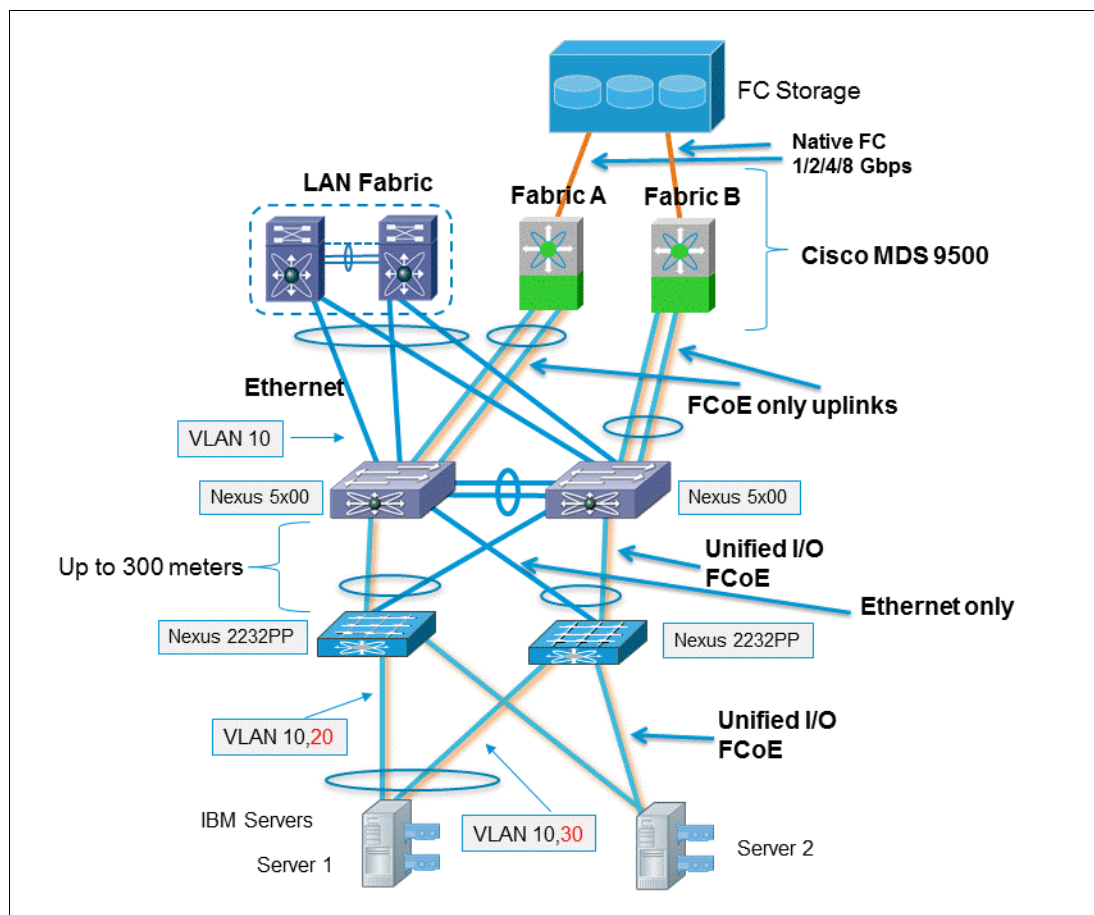 FC Storage
Native FC
1/2/4/8 Gbps
LAN Fabric
Fabric A
Fabric B
Cisco MDS 9500
Ethernet
FCoE only uplinks
VLAN 10
Nexus 5x00
Nexus 5x00
Up to 300 meters
Unified I/O
FCoE
Ethernet only
Nexus 2232PP
Nexus 2232PP
VLAN 10,20
Unified I/O
FCoE
IBM Servers
VLAN 10,30
Server 1
Server 2